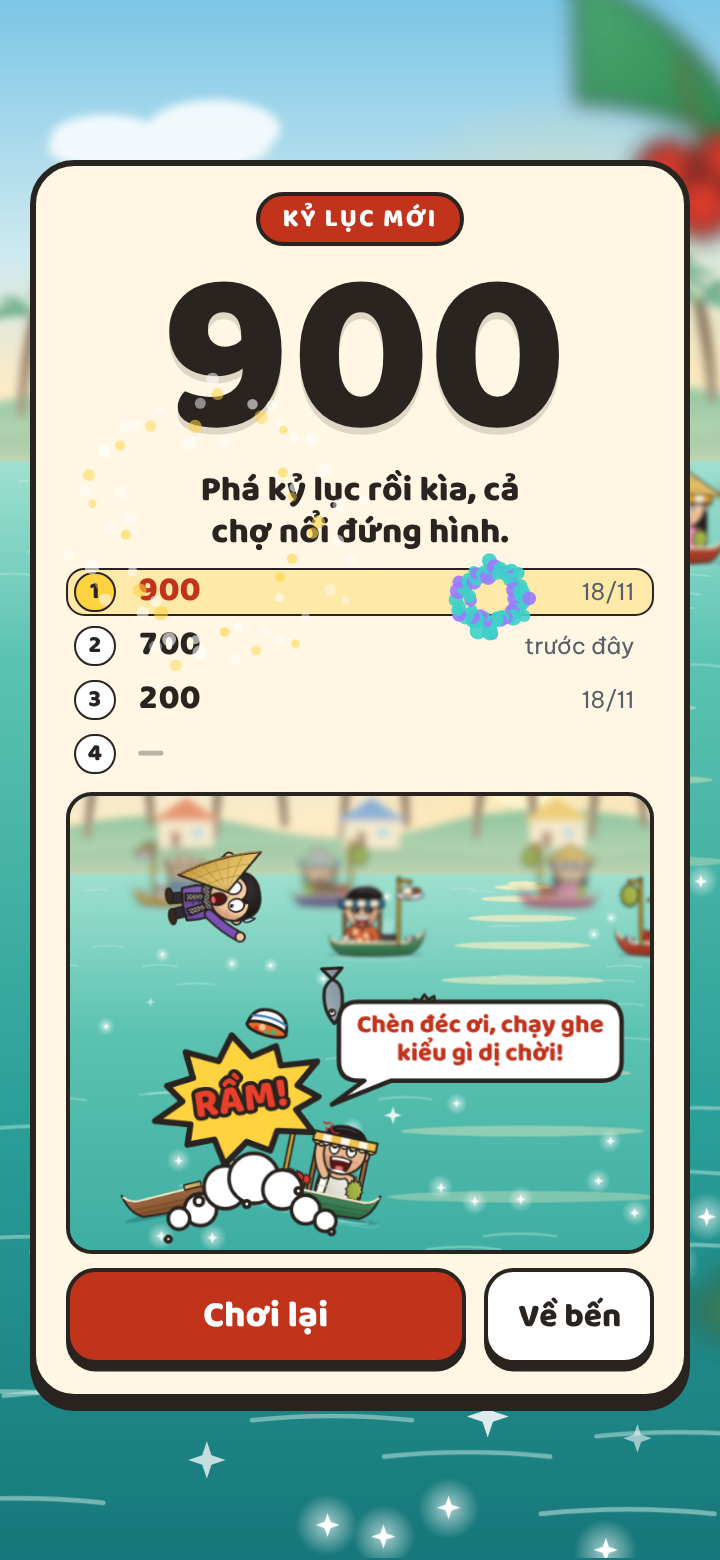 KỶ LỤC MỚI
900
Phá kỷ lục rồi kìa, cả
chợ nổi đứng hình.
1 900 18/11
2 700 trước đây
3 200 18/11
4 —
Chèn déc ơi, chạy ghe
kiểu gì dị chời!
RẦM!
Chơi lại
Về bến